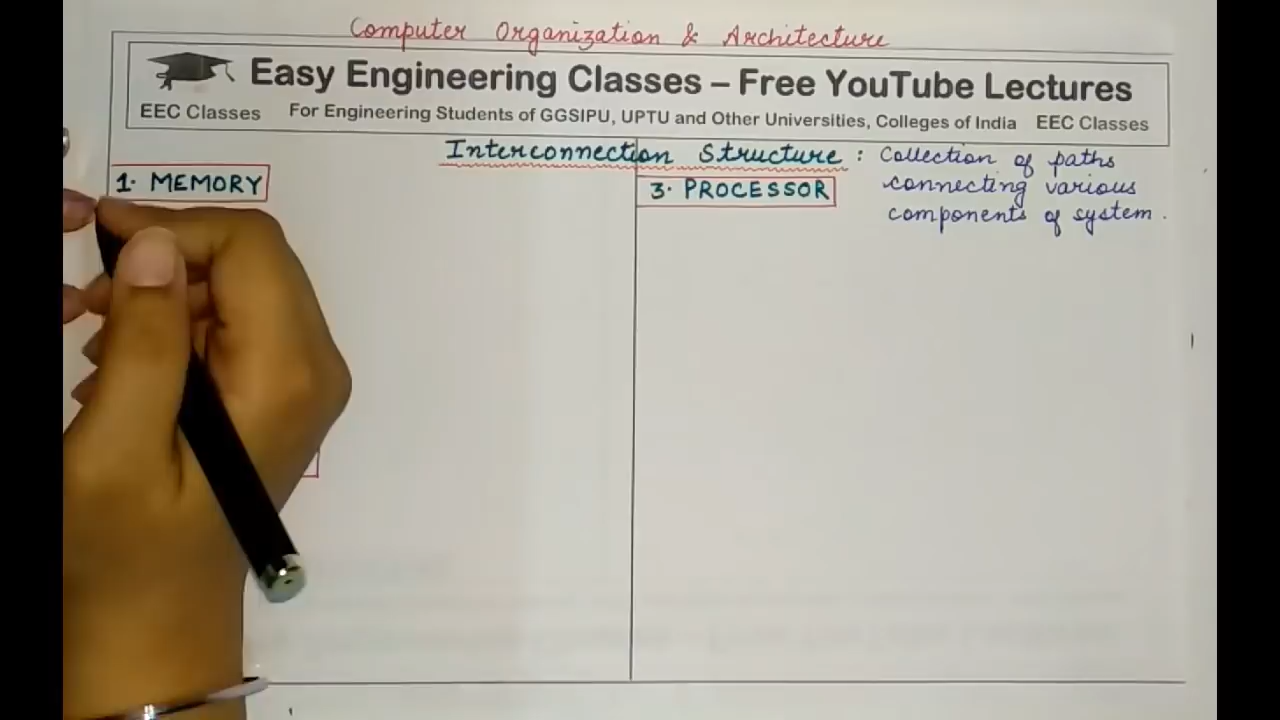 Computer Organization & Architecture
Easy Engineering Classes – Free YouTube Lectures
EEC Classes For Engineering Students of GGSIPU, UPTU and Other Universities, Colleges of India EEC Classes
Interconnection Structure : Collection of paths
connecting various
components of system.
1. MEMORY
3. PROCESSOR